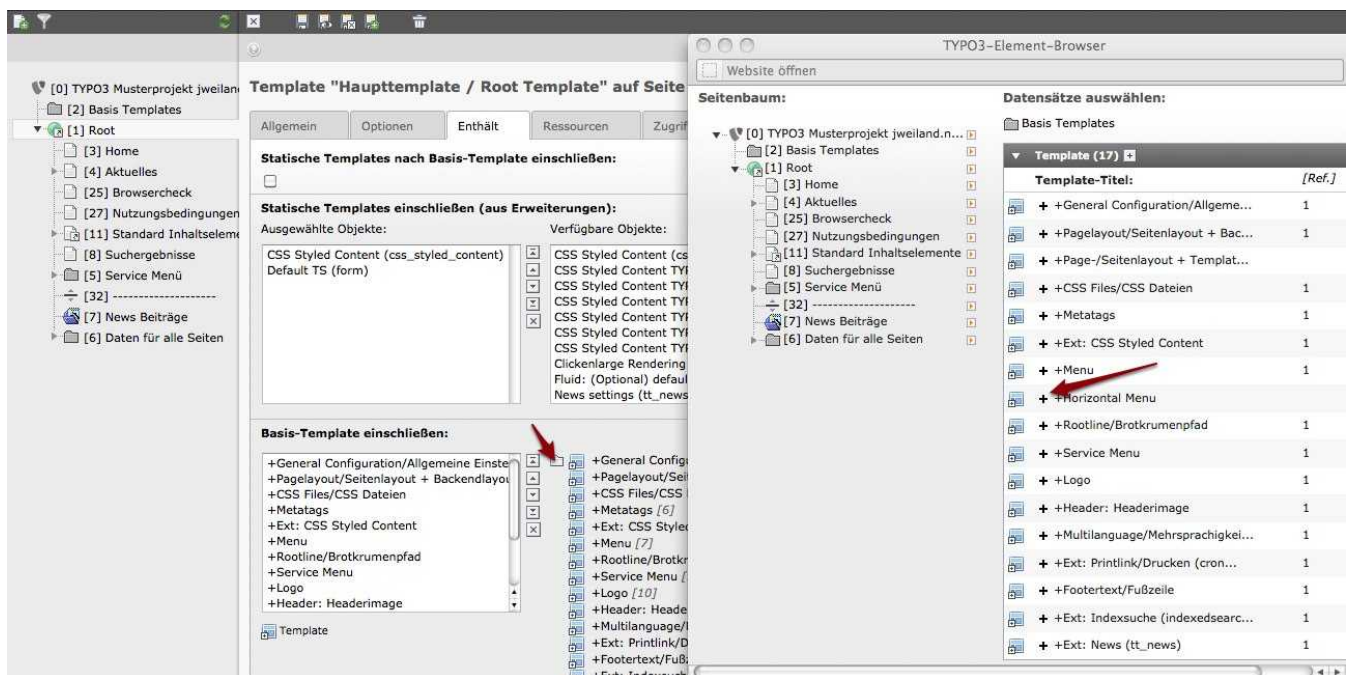 [0] TYPO3 Musterprojekt jweilan
[2] Basis Templates
[1] Root
[3] Home
[4] Aktuelles
[25] Browsercheck
[27] Nutzungsbedingungen
[11] Standard Inhaltseleme
[8] Suchergebnisse
[5] Service Menü
[32] --------------------
[7] News Beiträge
[6] Daten für alle Seiten
Template "Haupttemplate / Root Template" auf Seite
Allgemein
Optionen
Enthält
Ressourcen
Zugrif
Statische Templates nach Basis-Template einschließen:
Statische Templates einschließen (aus Erweiterungen):
Ausgewählte Objekte:
CSS Styled Content (css_styled_content)
Default TS (form)
Verfügbare Objekte:
CSS Styled Content (cs
CSS Styled Content TYP
CSS Styled Content TYP
CSS Styled Content TYP
CSS Styled Content TYP
CSS Styled Content TYP
CSS Styled Content TYP
Clickenlarge Rendering
Fluid: (Optional) defaul
News settings (tt_news
Basis-Template einschließen:
+General Configuration/Allgemeine Einste
+Pagelayout/Seitenlayout + Backendlayou
+CSS Files/CSS Dateien
+Metatags
+Ext: CSS Styled Content
+Menu
+Rootline/Brotkrumenpfad
+Service Menu
+Logo
+Header: Headerimage
Template
+General Config
+Pagelayout/Sei
+CSS Files/CSS
+Metatags [6]
+Ext: CSS Style
+Menu [7]
+Rootline/Brotkr
+Service Menu [
+Logo [10]
+Header: Heade
+Multilanguage/
+Ext: Printlink/D
+Footertext/Fuß
TYPO3-Element-Browser
Website öffnen
Seitenbaum:
[0] TYPO3 Musterprojekt jweiland.n...
[2] Basis Templates
[1] Root
[3] Home
[4] Aktuelles
[25] Browsercheck
[27] Nutzungsbedingungen
[11] Standard Inhaltselemente
[8] Suchergebnisse
[5] Service Menü
[32] --------------------
[7] News Beiträge
[6] Daten für alle Seiten
Datensätze auswählen:
Basis Templates
Template (17)
Template-Titel: [Ref.]
+General Configuration/Allgeme... 1
+Pagelayout/Seitenlayout + Bac... 1
+Page-/Seitenlayout + Templat...
+CSS Files/CSS Dateien 1
+Metatags 1
+Ext: CSS Styled Content 1
+Menu 1
+Horizontal Menu
+Rootline/Brotkrumenpfad 1
+Service Menu 1
+Logo 1
+Header: Headerimage 1
+Multilanguage/Mehrsprachigkei... 1
+Ext: Printlink/Drucken (cron... 1
+Footertext/Fußzeile 1
+Ext: Indexsuche (indexedsearc... 1
+Ext: News (tt_news) 1